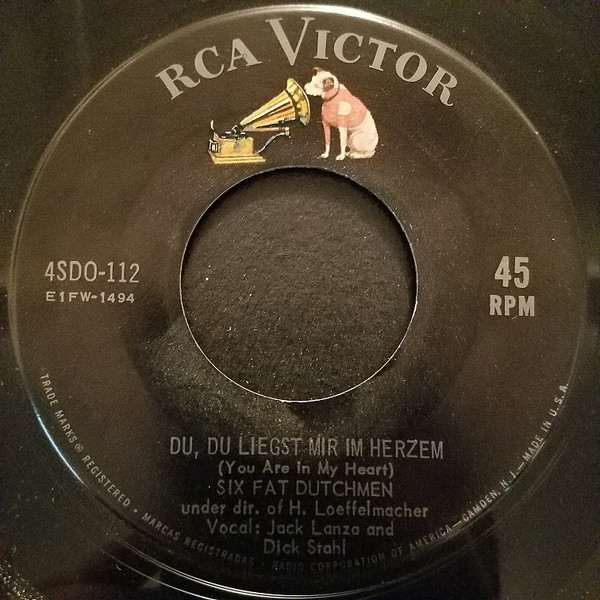 RCA VICTOR
4SDO-112
E1FW-1494
45
RPM
DU, DU LIEGST MIR IM HERZEM
(You Are In My Heart)
SIX FAT DUTCHMEN
under dir. of H. Loeffelmacher
Vocal: Jack Lanza and
Dick Stahl
TRADE MARKS ® REGISTERED • MARCAS REGISTRADAS • RADIO CORPORATION OF AMERICA—CAMDEN, N. J.—MADE IN U.S.A.